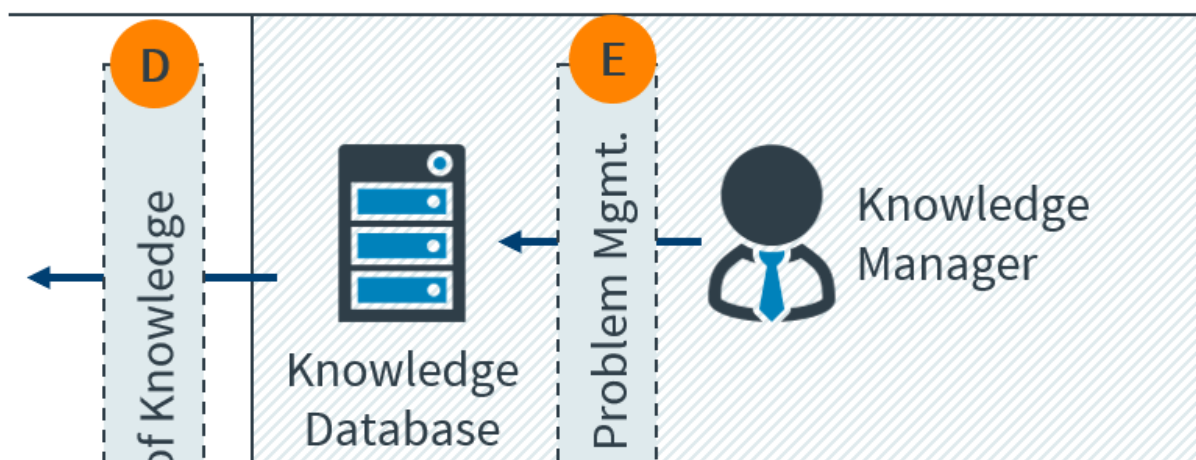 D
of Knowledge
Knowledge
Database
E
Problem Mgmt.
Knowledge
Manager